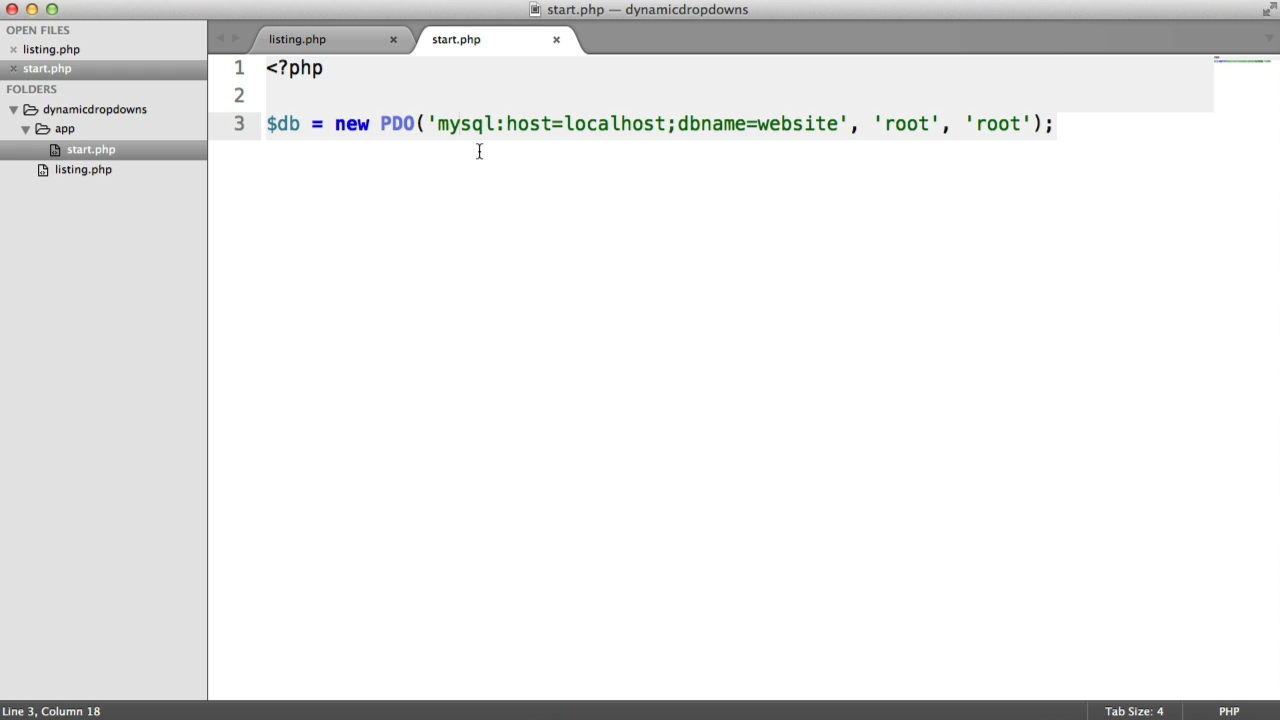 start.php — dynamicdropdowns
OPEN FILES
listing.php
start.php
FOLDERS
dynamicdropdowns
app
start.php
listing.php
listing.php
start.php
1 <?php
2
3 $db = new PDO('mysql:host=localhost;dbname=website', 'root', 'root');
Line 3, Column 18
Tab Size: 4
PHP